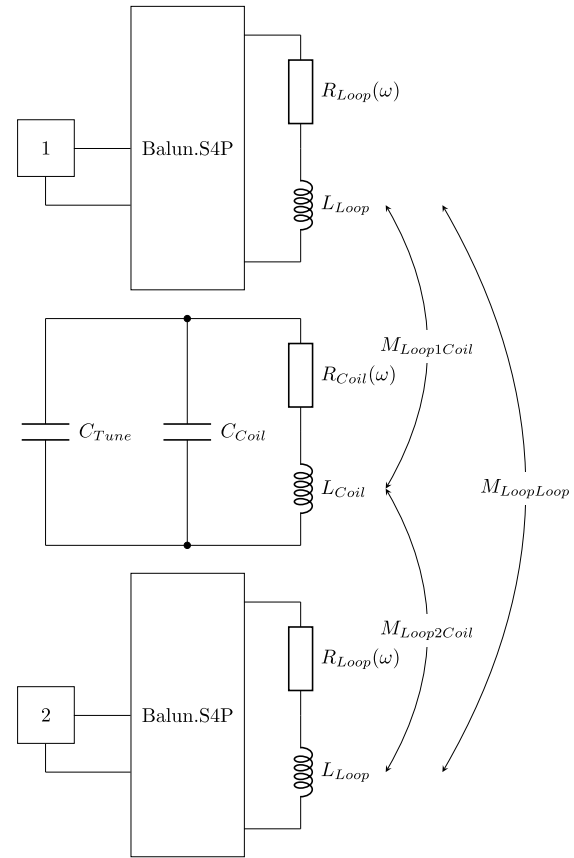 R_{Loop}(ω)
1
Balun.S4P
L_{Loop}
M_{Loop1Coil}
R_{Coil}(ω)
C_{Tune}
C_{Coil}
L_{Coil}
M_{LoopLoop}
M_{Loop2Coil}
R_{Loop}(ω)
2
Balun.S4P
L_{Loop}